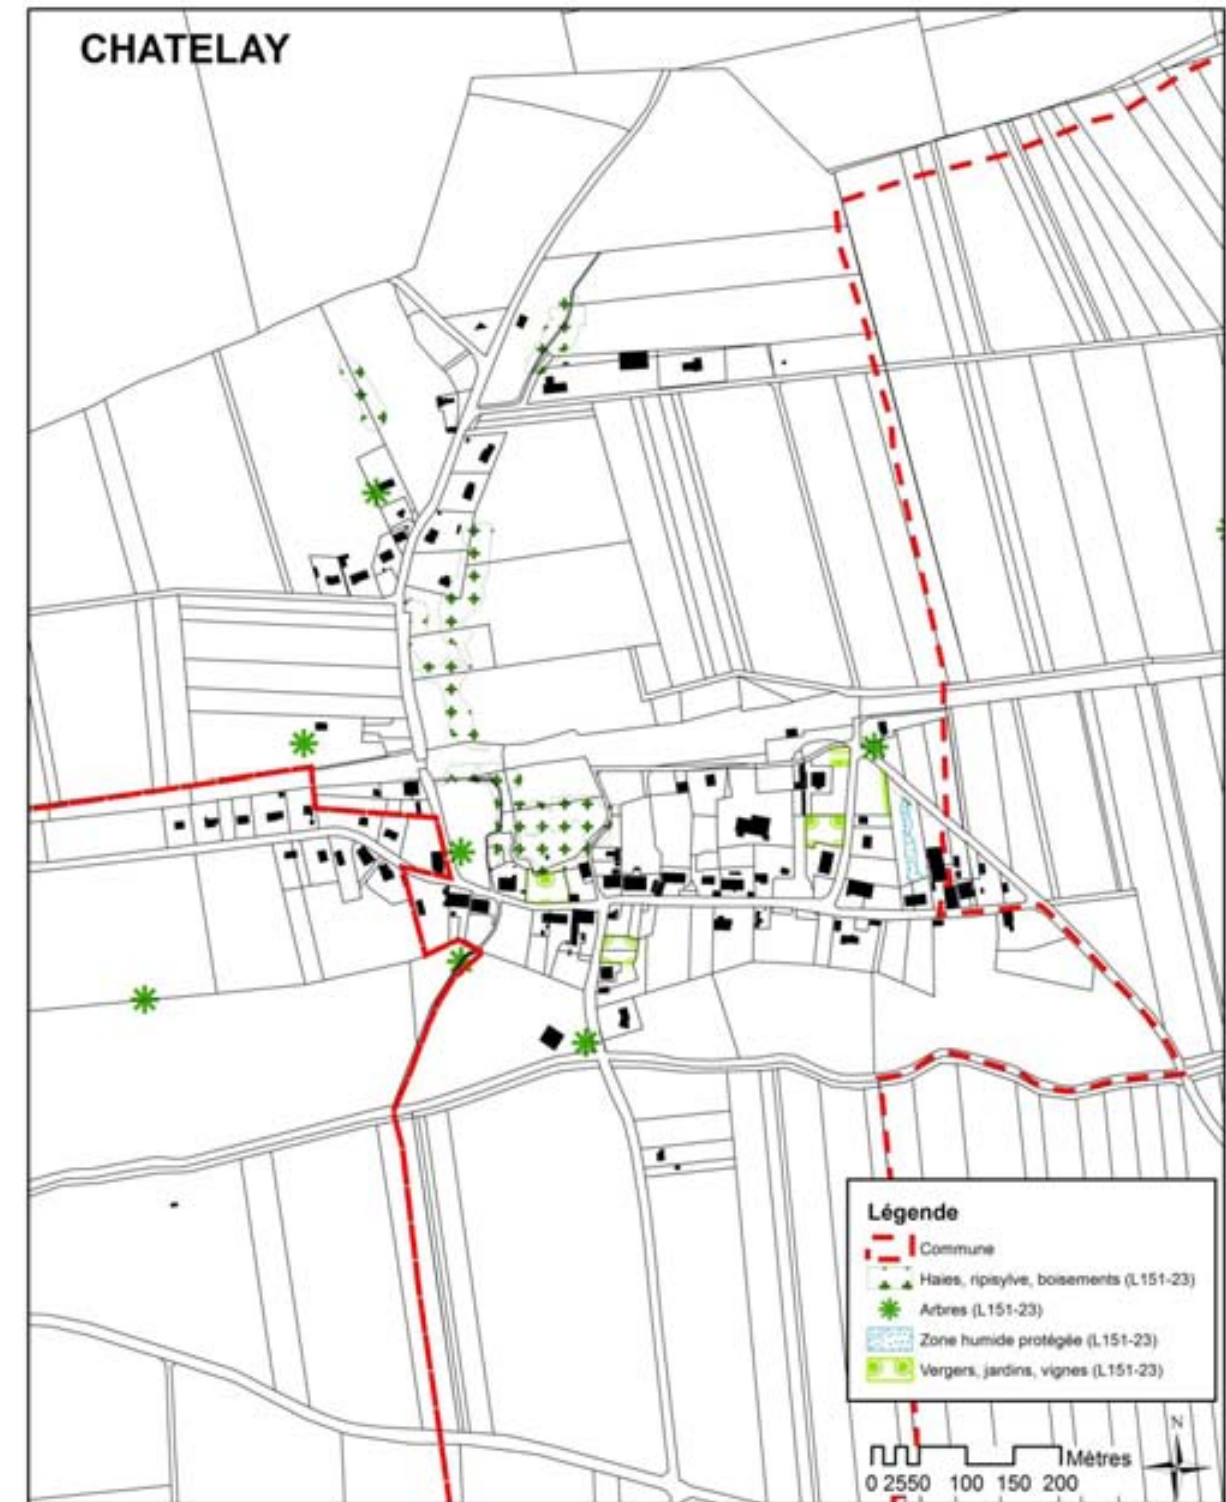 CHATELAY
Légende
Commune
Haies, ripisylve, boisements (L151-23)
Arbres (L151-23)
Zone humide protégée (L151-23)
Vergers, jardins, vignes (L151-23)
N
Mètres
0 2550 100 150 200